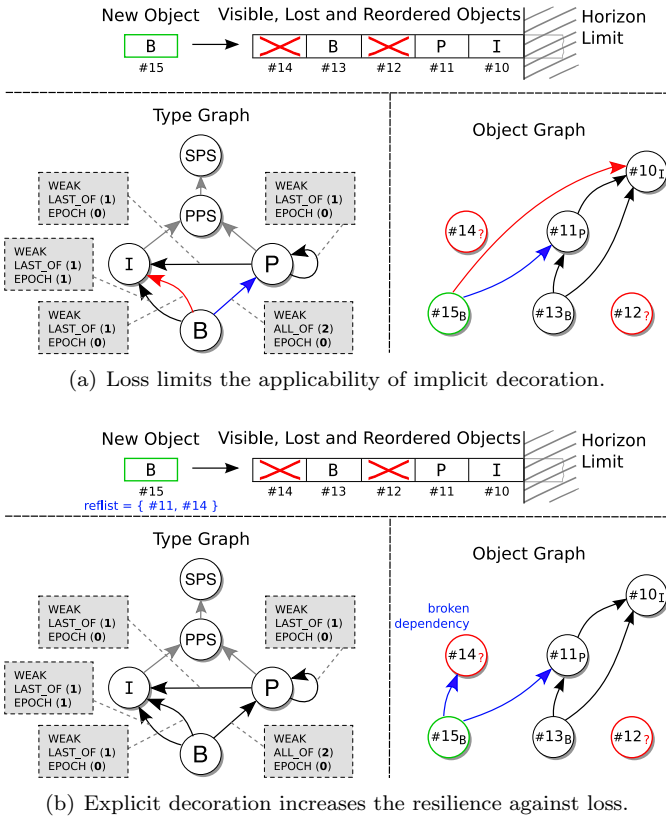 New Object
Visible, Lost and Reordered Objects
Horizon
Limit
B
B
P
I
#15
#14
#13
#12
#11
#10
Type Graph
Object Graph
SPS
PPS
I
P
B
WEAK
LAST_OF (1)
EPOCH (0)
WEAK
LAST_OF (1)
EPOCH (0)
WEAK
LAST_OF (1)
EPOCH (1)
WEAK
LAST_OF (1)
EPOCH (0)
WEAK
ALL_OF (2)
EPOCH (0)
#10I
#14?
#11P
#15B
#13B
#12?
(a) Loss limits the applicability of implicit decoration.
New Object
Visible, Lost and Reordered Objects
Horizon
Limit
B
B
P
I
#15
#14
#13
#12
#11
#10
reflist = { #11, #14 }
Type Graph
Object Graph
SPS
PPS
I
P
B
WEAK
LAST_OF (1)
EPOCH (0)
WEAK
LAST_OF (1)
EPOCH (0)
WEAK
LAST_OF (1)
EPOCH (1)
WEAK
LAST_OF (1)
EPOCH (0)
WEAK
ALL_OF (2)
EPOCH (0)
#10I
broken
dependency
#14?
#11P
#15B
#13B
#12?
(b) Explicit decoration increases the resilience against loss.